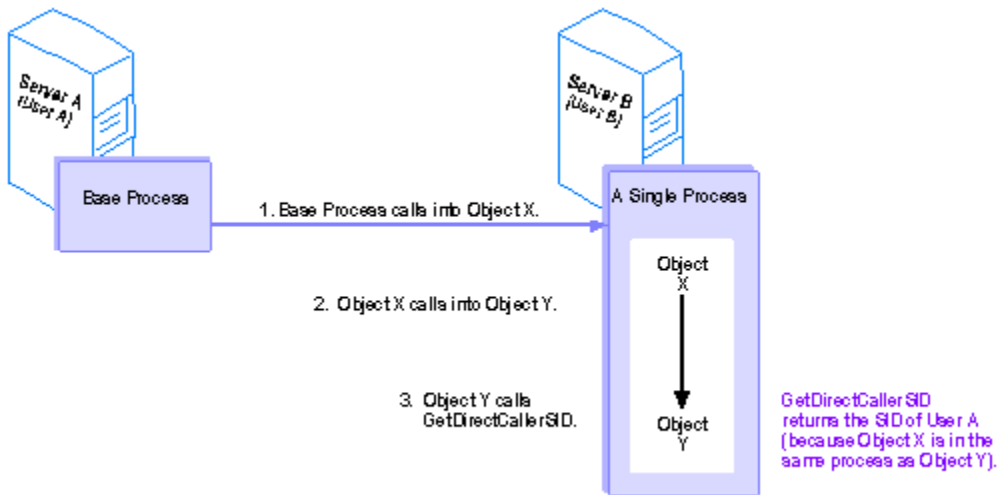 Server A
(User A)
Server B
(User B)
Base Process
A Single Process
1. Base Process calls into Object X.
Object
X
2. Object X calls into Object Y.
3. Object Y calls
GetDirectCallerSID.
Object
Y
GetDirectCallerSID
returns the SID of User A
(because Object X is in the
same process as Object Y).